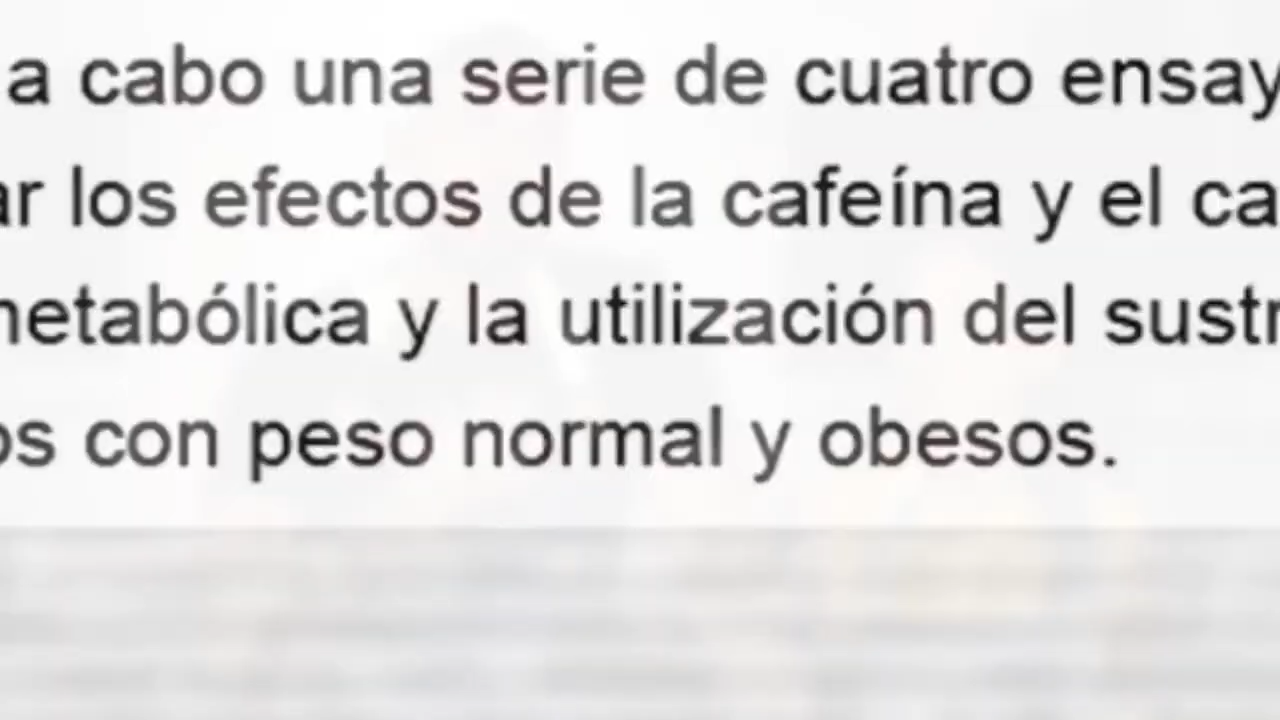 a cabo una serie de cuatro ensay
ar los efectos de la cafeína y el ca
netabólica y la utilización del sustr
os con peso normal y obesos.